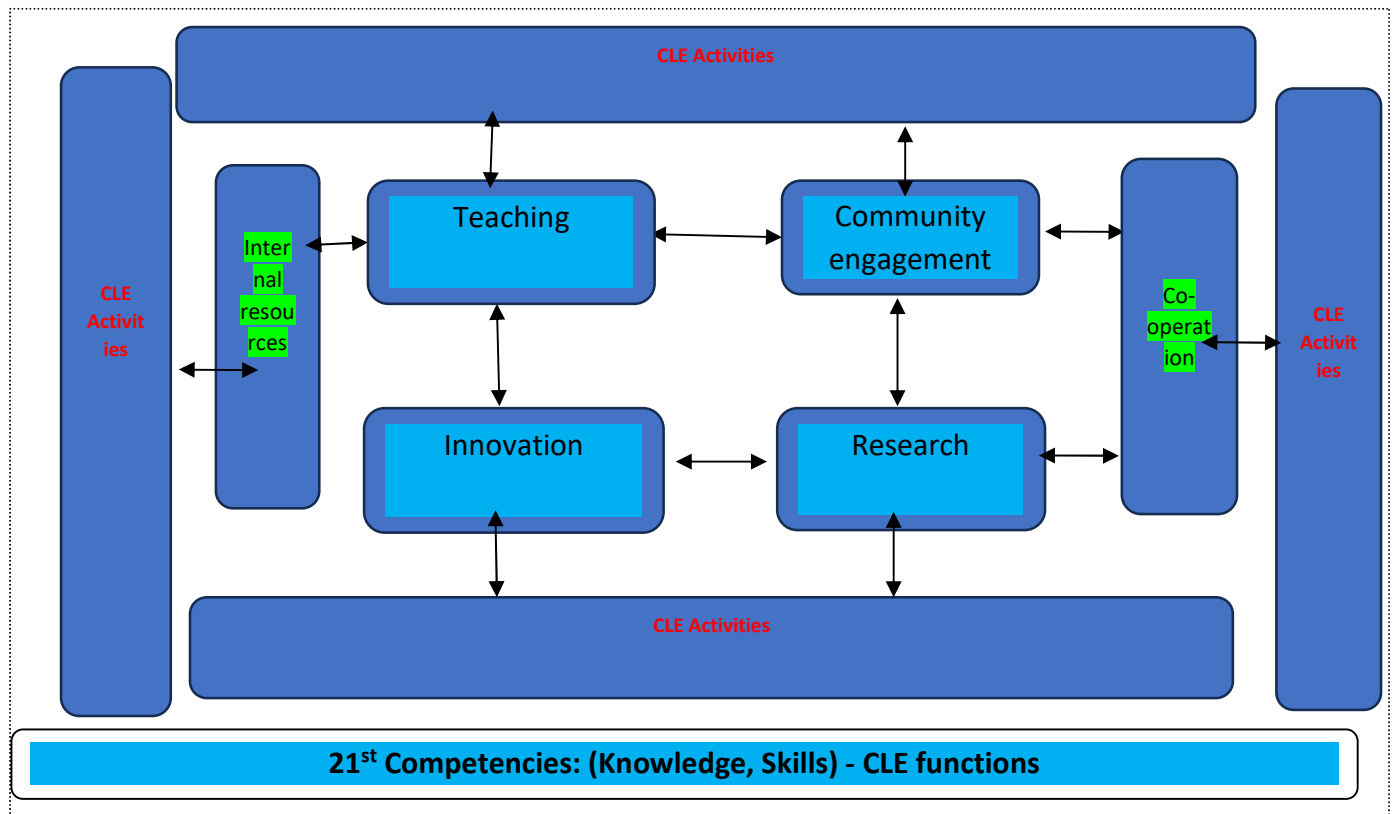 CLE Activities
Teaching
Community
engagement
Inter
nal
resou
rces
CLE
Activit
ies
Co-
operat
ion
CLE
Activit
ies
Innovation
Research
CLE Activities
21st Competencies: (Knowledge, Skills) - CLE functions